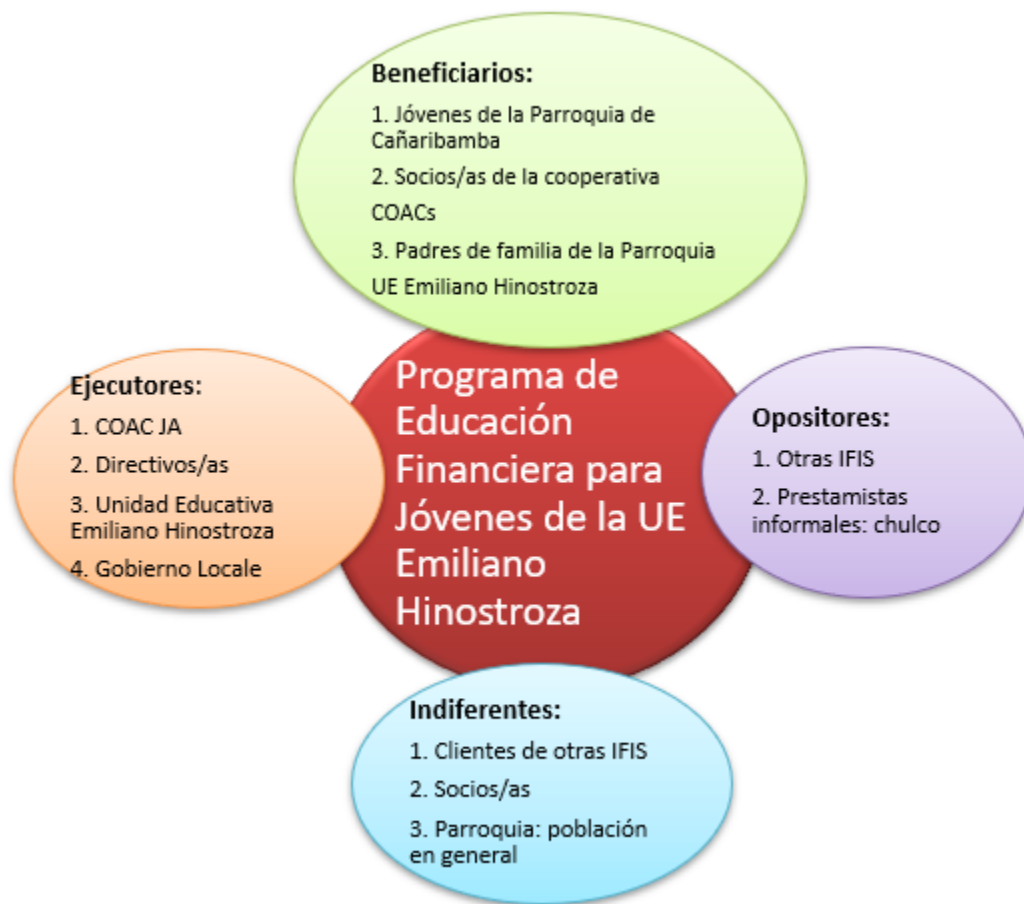 Beneficiarios:
1. Jóvenes de la Parroquia de
Cañaribamba
2. Socios/as de la cooperativa
COACs
3. Padres de familia de la Parroquia
UE Emiliano Hinostroza
Ejecutores:
1. COAC JA
2. Directivos/as
3. Unidad Educativa
Emiliano Hinostroza
4. Gobierno Locale
Programa de
Educación
Financiera para
Jóvenes de la UE
Emiliano
Hinostroza
Opositores:
1. Otras IFIS
2. Prestamistas
informales: chulco
Indiferentes:
1. Clientes de otras IFIS
2. Socios/as
3. Parroquia: población
en general